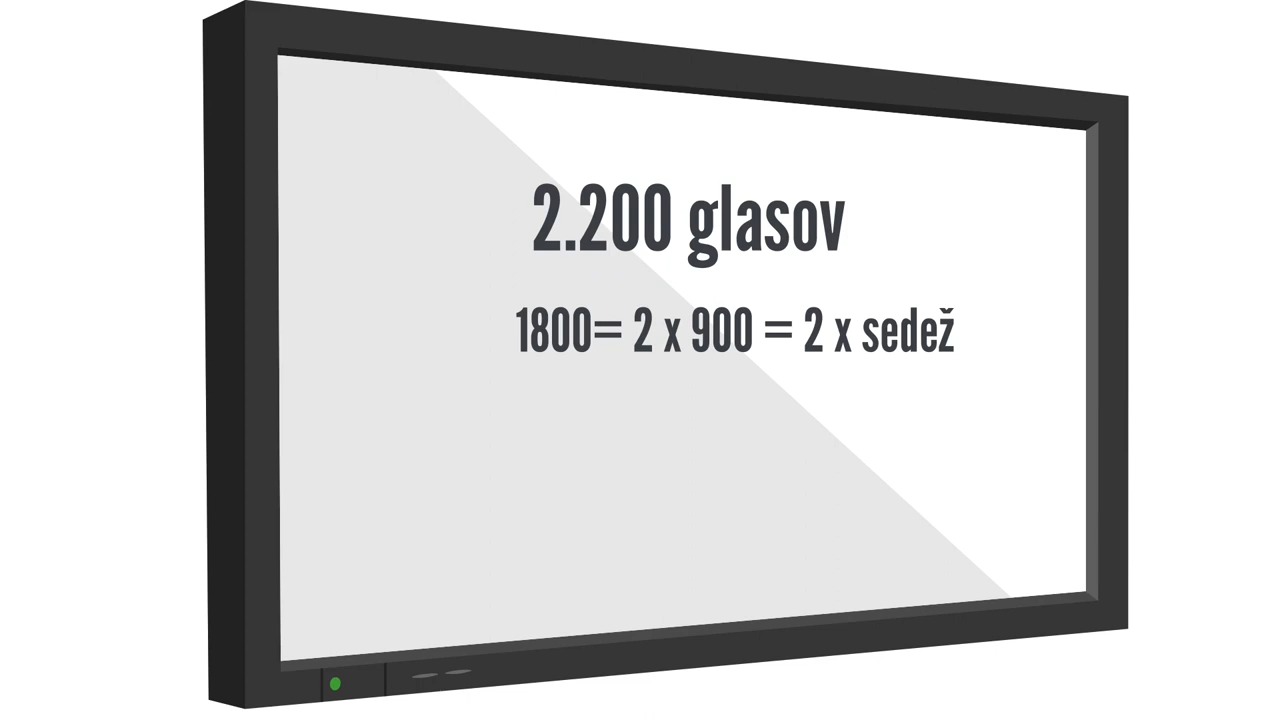 2.200 glasov
1800= 2 x 900 = 2 x sedež